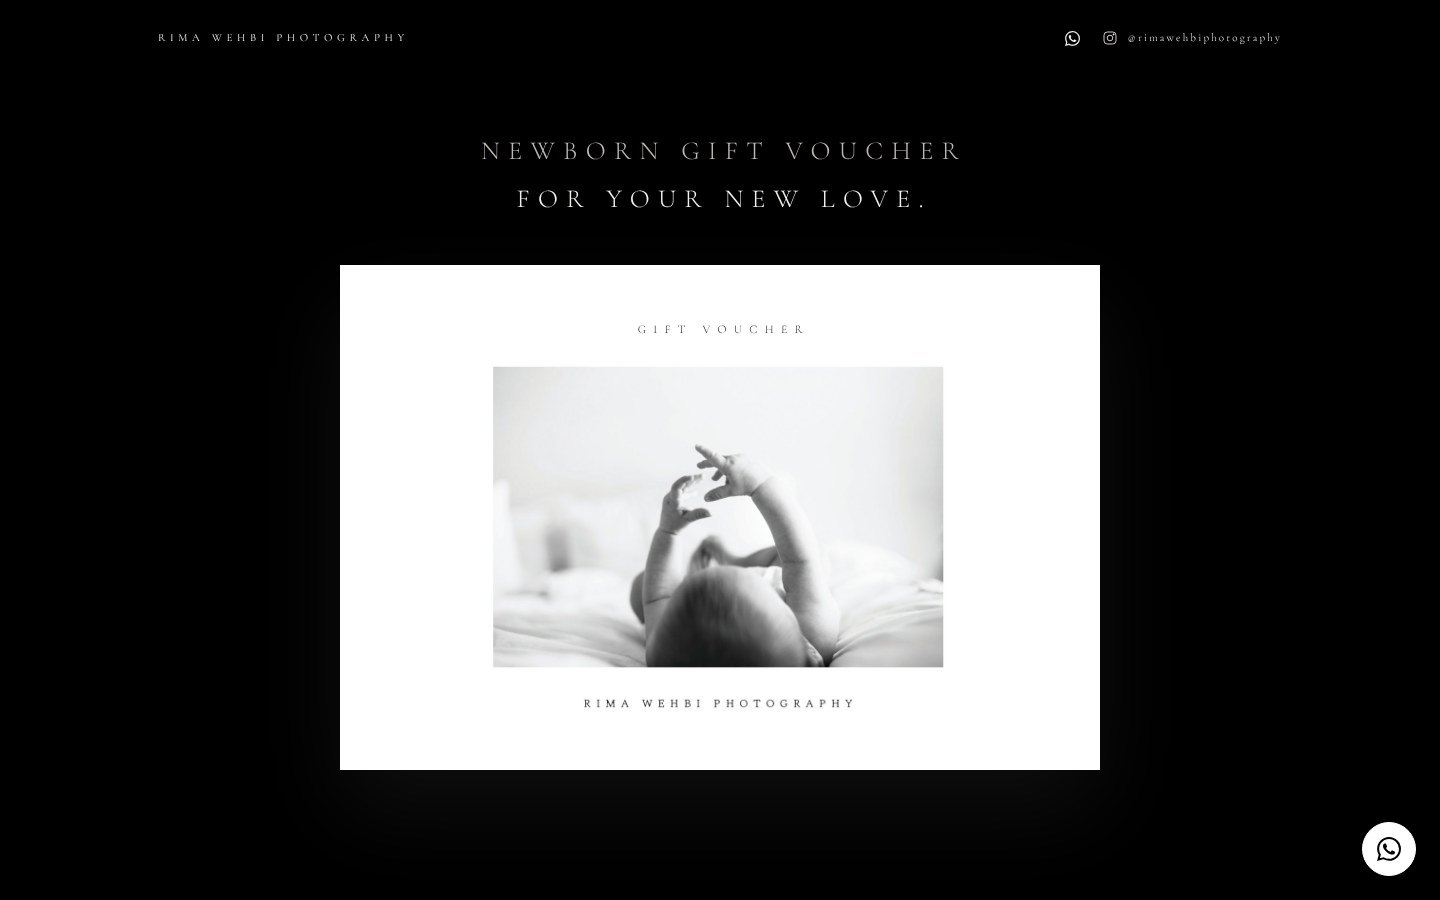 RIMA WEHBI PHOTOGRAPHY
@rimawehbiphotography
NEWBORN GIFT VOUCHER
FOR YOUR NEW LOVE.
GIFT VOUCHER
RIMA WEHBI PHOTOGRAPHY